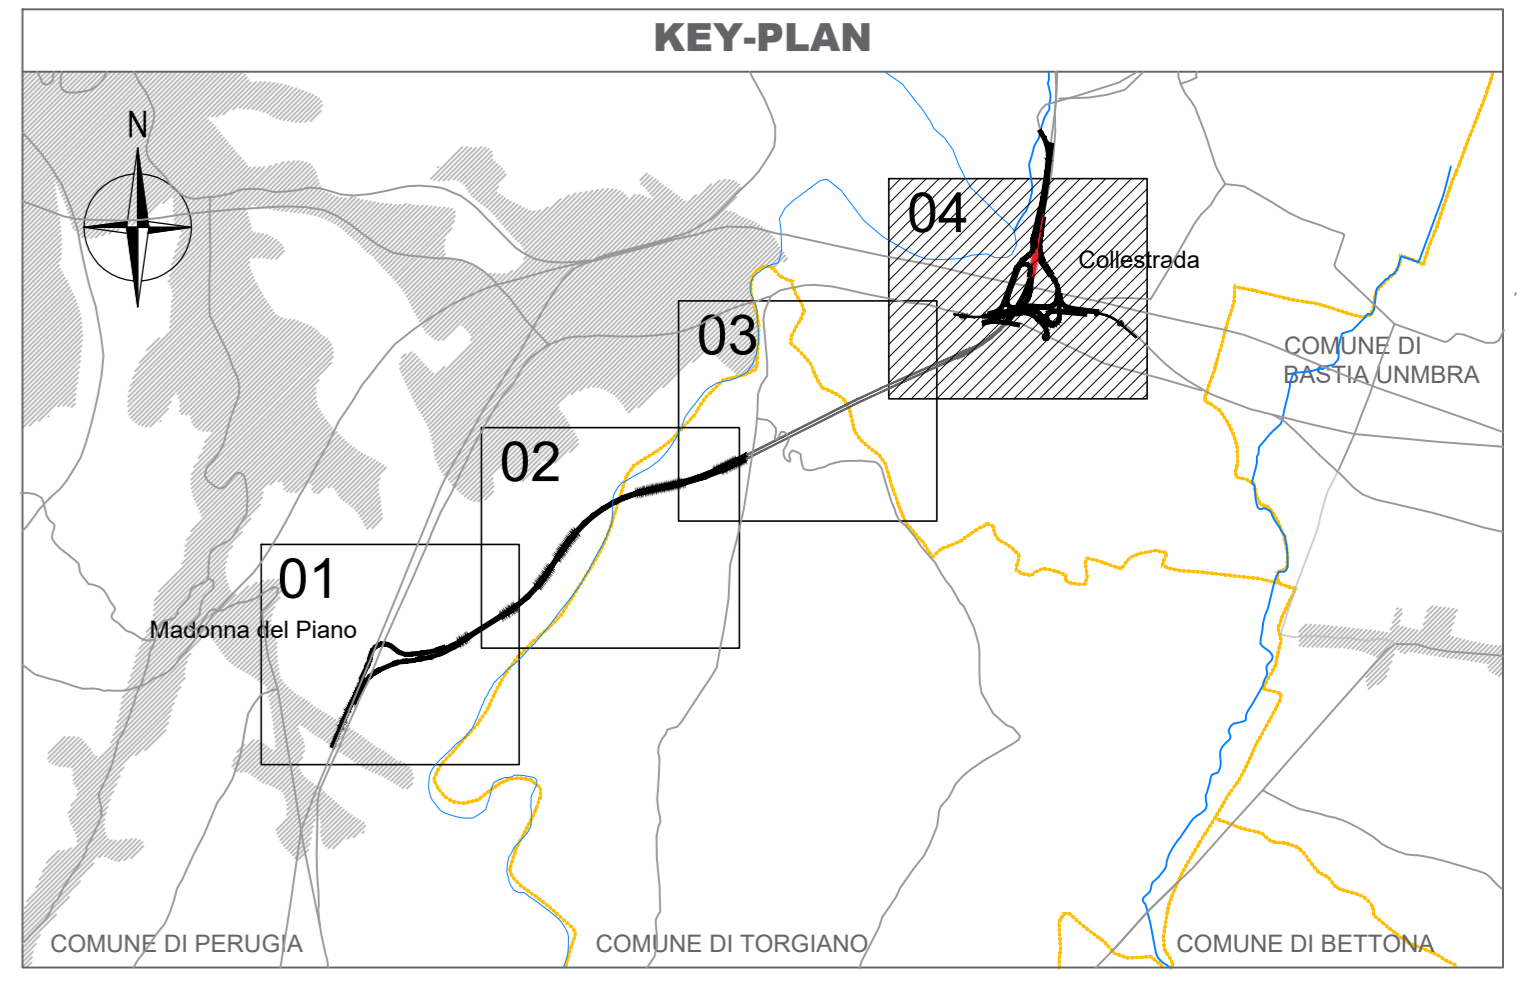 KEY-PLAN
N
04
Collestrada
03
COMUNE DI
BASTIA UNMBRA
02
01
Madonna del Piano
COMUNE DI PERUGIA
COMUNE DI TORGIANO
COMUNE DI BETTONA